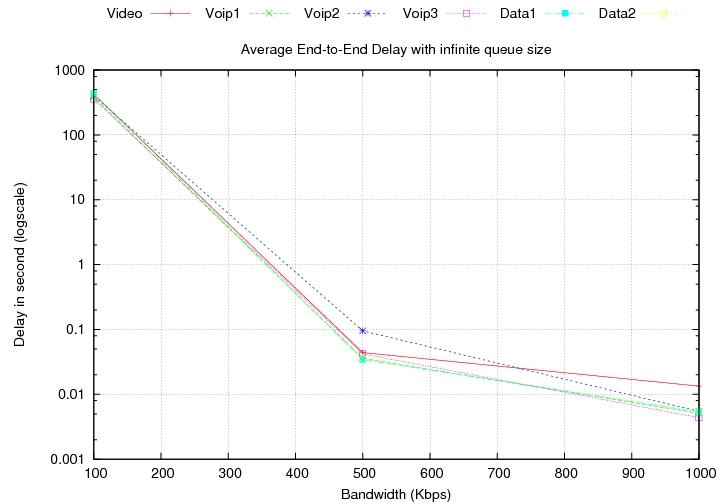 Video Voip1 Voip2 Voip3 Data1 Data2
Average End-to-End Delay with infinite queue size
1000
100
10
1
0.1
0.01
0.001
Delay in second (logscale)
100 200 300 400 500 600 700 800 900 1000
Bandwidth (Kbps)